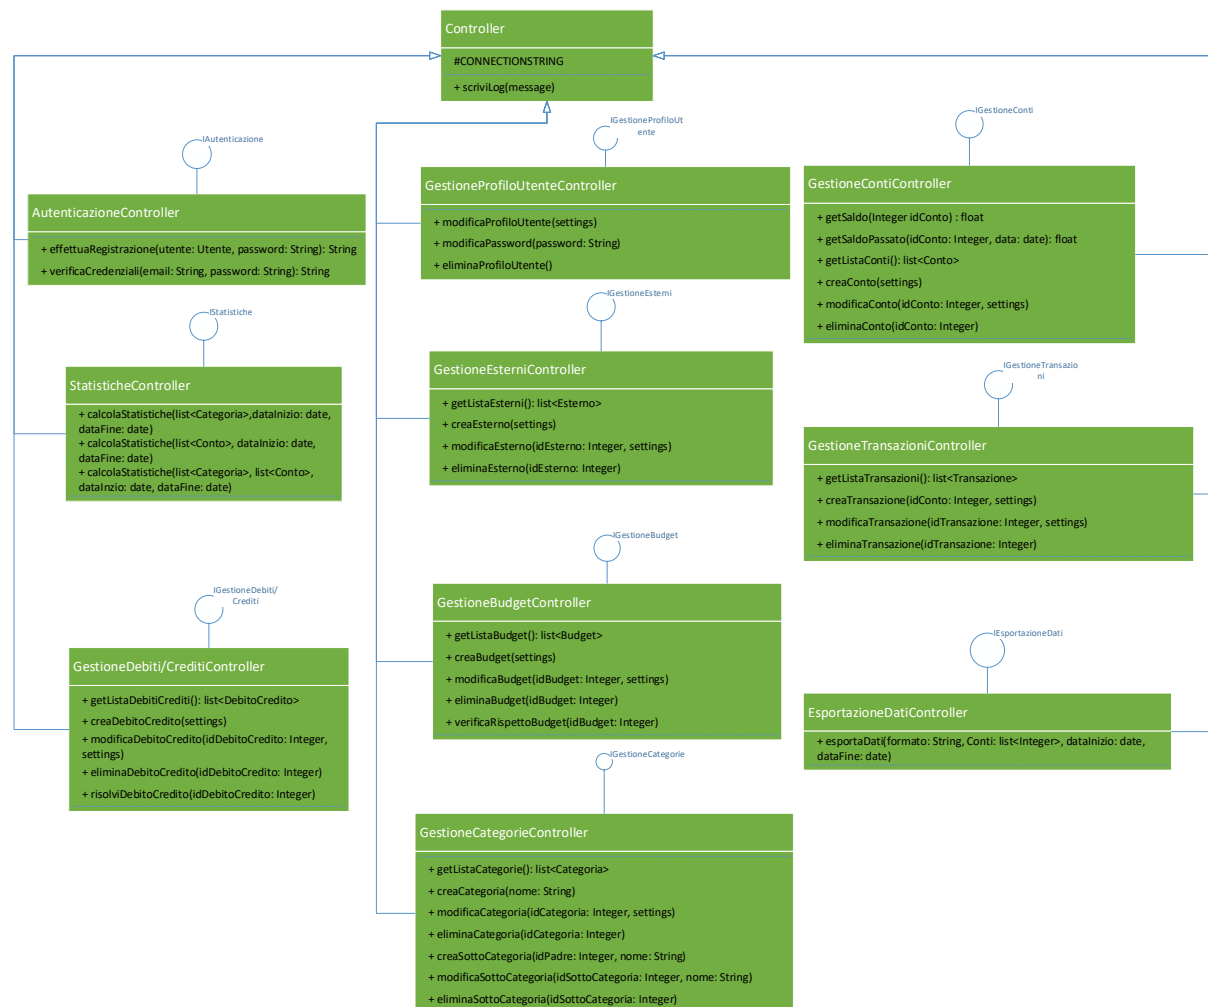 Controller
#CONNECTIONSTRING
+ scriviLog(message)
IAutenticazione
AutenticazioneController
+ effettuaRegistrazione(utente: Utente, password: String): String
+ verificaCredenziali(email: String, password: String): String
IStatistiche
StatisticheController
+ calcolaStatistiche(list<Categoria>,dataInizio: date,
dataFine: date)
+ calcolaStatistiche(list<Conto>, dataInizio: date,
dataFine: date)
+ calcolaStatistiche(list<Categoria>, list<Conto>,
dataInzio: date, dataFine: date)
IGestioneDebiti/
Crediti
GestioneDebiti/CreditiController
+ getListaDebitiCrediti(): list<DebitoCredito>
+ creaDebitoCredito(settings)
+ modificaDebitoCredito(idDebitoCredito: Integer,
settings)
+ eliminaDebitoCredito(idDebitoCredito: Integer)
+ risolviDebitoCredito(idDebitoCredito: Integer)
IGestioneProfiloUt
ente
GestioneProfiloUtenteController
+ modificaProfiloUtente(settings)
+ modificaPassword(password: String)
+ eliminaProfiloUtente()
IGestioneEsterni
GestioneEsterniController
+ getListaEsterni(): list<Esterno>
+ creaEsterno(settings)
+ modificaEsterno(idEsterno: Integer, settings)
+ eliminaEsterno(idEsterno: Integer)
IGestioneBudget
GestioneBudgetController
+ getListaBudget(): list<Budget>
+ creaBudget(settings)
+ modificaBudget(idBudget: Integer, settings)
+ eliminaBudget(idBudget: Integer)
+ verificaRispettoBudget(idBudget: Integer)
IGestioneCategorie
GestioneCategorieController
+ getListaCategorie(): list<Categoria>
+ creaCategoria(nome: String)
+ modificaCategoria(idCategoria: Integer, settings)
+ eliminaCategoria(idCategoria: Integer)
+ creaSottoCategoria(idPadre: Integer, nome: String)
+ modificaSottoCategoria(idSottoCategoria: Integer, nome: String)
+ eliminaSottoCategoria(idSottoCategoria: Integer)
IGestioneConti
GestioneContiController
+ getSaldo(Integer idConto) : float
+ getSaldoPassato(idConto: Integer, data: date): float
+ getListaConti(): list<Conto>
+ creaConto(settings)
+ modificaConto(idConto: Integer, settings)
+ eliminaConto(idConto: Integer)
IGestioneTransazio
ni
GestioneTransazioniController
+ getListaTransazioni(): list<Transazione>
+ creaTransazione(idConto: Integer, settings)
+ modificaTransazione(idTransazione: Integer, settings)
+ eliminaTransazione(idTransazione: Integer)
IEsportazioneDati
EsportazioneDatiController
+ esportaDati(formato: String, Conti: list<Integer>, dataInizio: date,
dataFine: date)